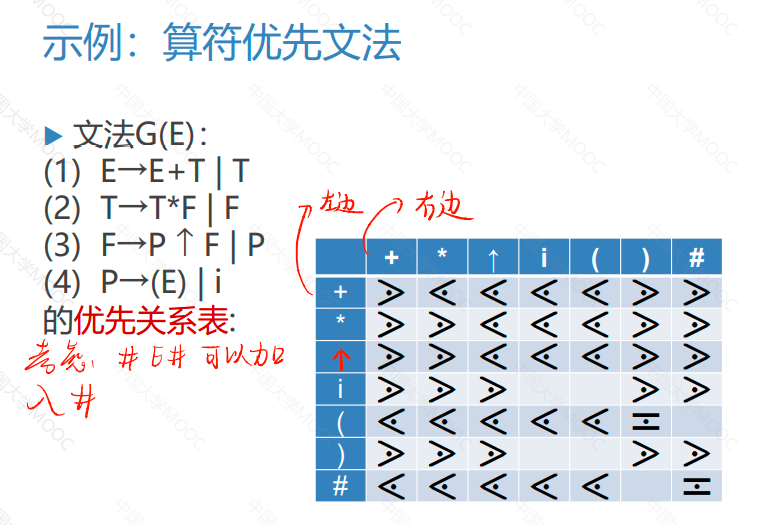 示例：算符优先文法
▶ 文法G(E)：
(1) E→E+T | T
(2) T→T*F | F
(3) F→P↑F | P
(4) P→(E) | i
的优先关系表:
考虑: #E# 可以加
入 #
左边 右边
+ * ↑ i ( ) #
+ ⋗ ⋖ ⋖ ⋖ ⋖ ⋗ ⋗
* ⋗ ⋗ ⋖ ⋖ ⋖ ⋗ ⋗
↑ ⋗ ⋗ ⋖ ⋖ ⋖ ⋗ ⋗
i ⋗ ⋗ ⋗ ⋗ ⋗
( ⋖ ⋖ ⋖ ⋖ ⋖ ≐
) ⋗ ⋗ ⋗ ⋗ ⋗
# ⋖ ⋖ ⋖ ⋖ ⋖ ≐
中国大学MOOC